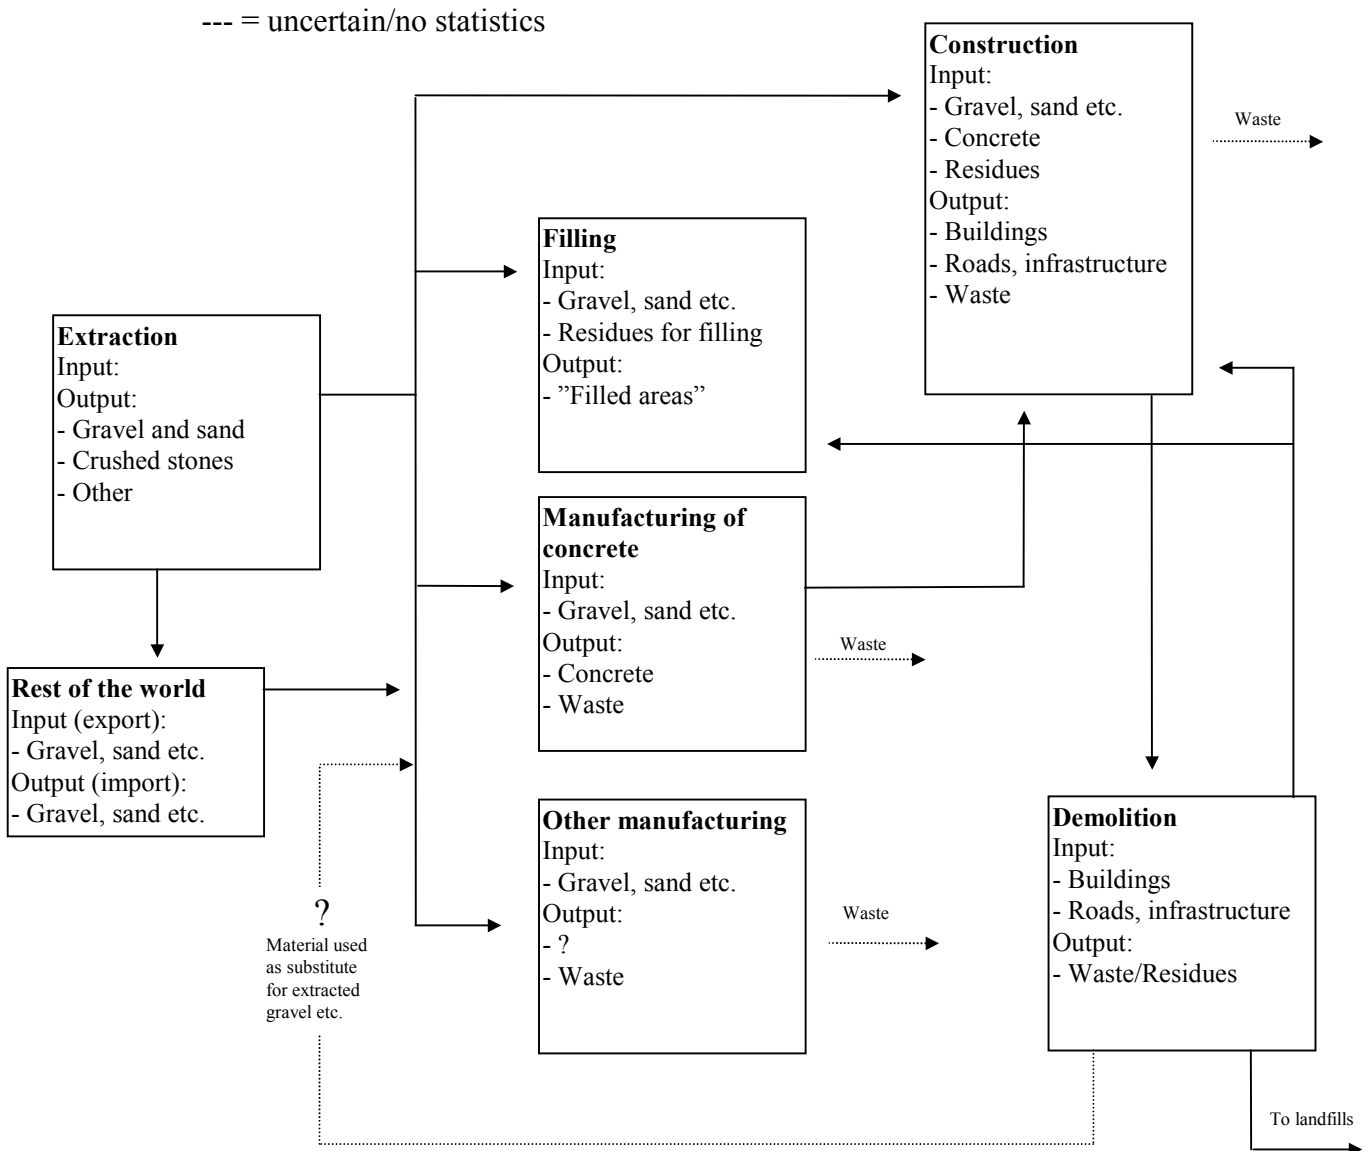 --- = uncertain/no statistics
Construction
Input:
- Gravel, sand etc.
- Concrete
- Residues
Output:
- Buildings
- Roads, infrastructure
- Waste
Waste
Filling
Input:
- Gravel, sand etc.
- Residues for filling
Output:
- ”Filled areas”
Extraction
Input:
Output:
- Gravel and sand
- Crushed stones
- Other
Manufacturing of
concrete
Input:
- Gravel, sand etc.
Output:
- Concrete
- Waste
Waste
Rest of the world
Input (export):
- Gravel, sand etc.
Output (import):
- Gravel, sand etc.
Other manufacturing
Input:
- Gravel, sand etc.
Output:
- ?
- Waste
Waste
Demolition
Input:
- Buildings
- Roads, infrastructure
Output:
- Waste/Residues
?
Material used
as substitute
for extracted
gravel etc.
To landfills